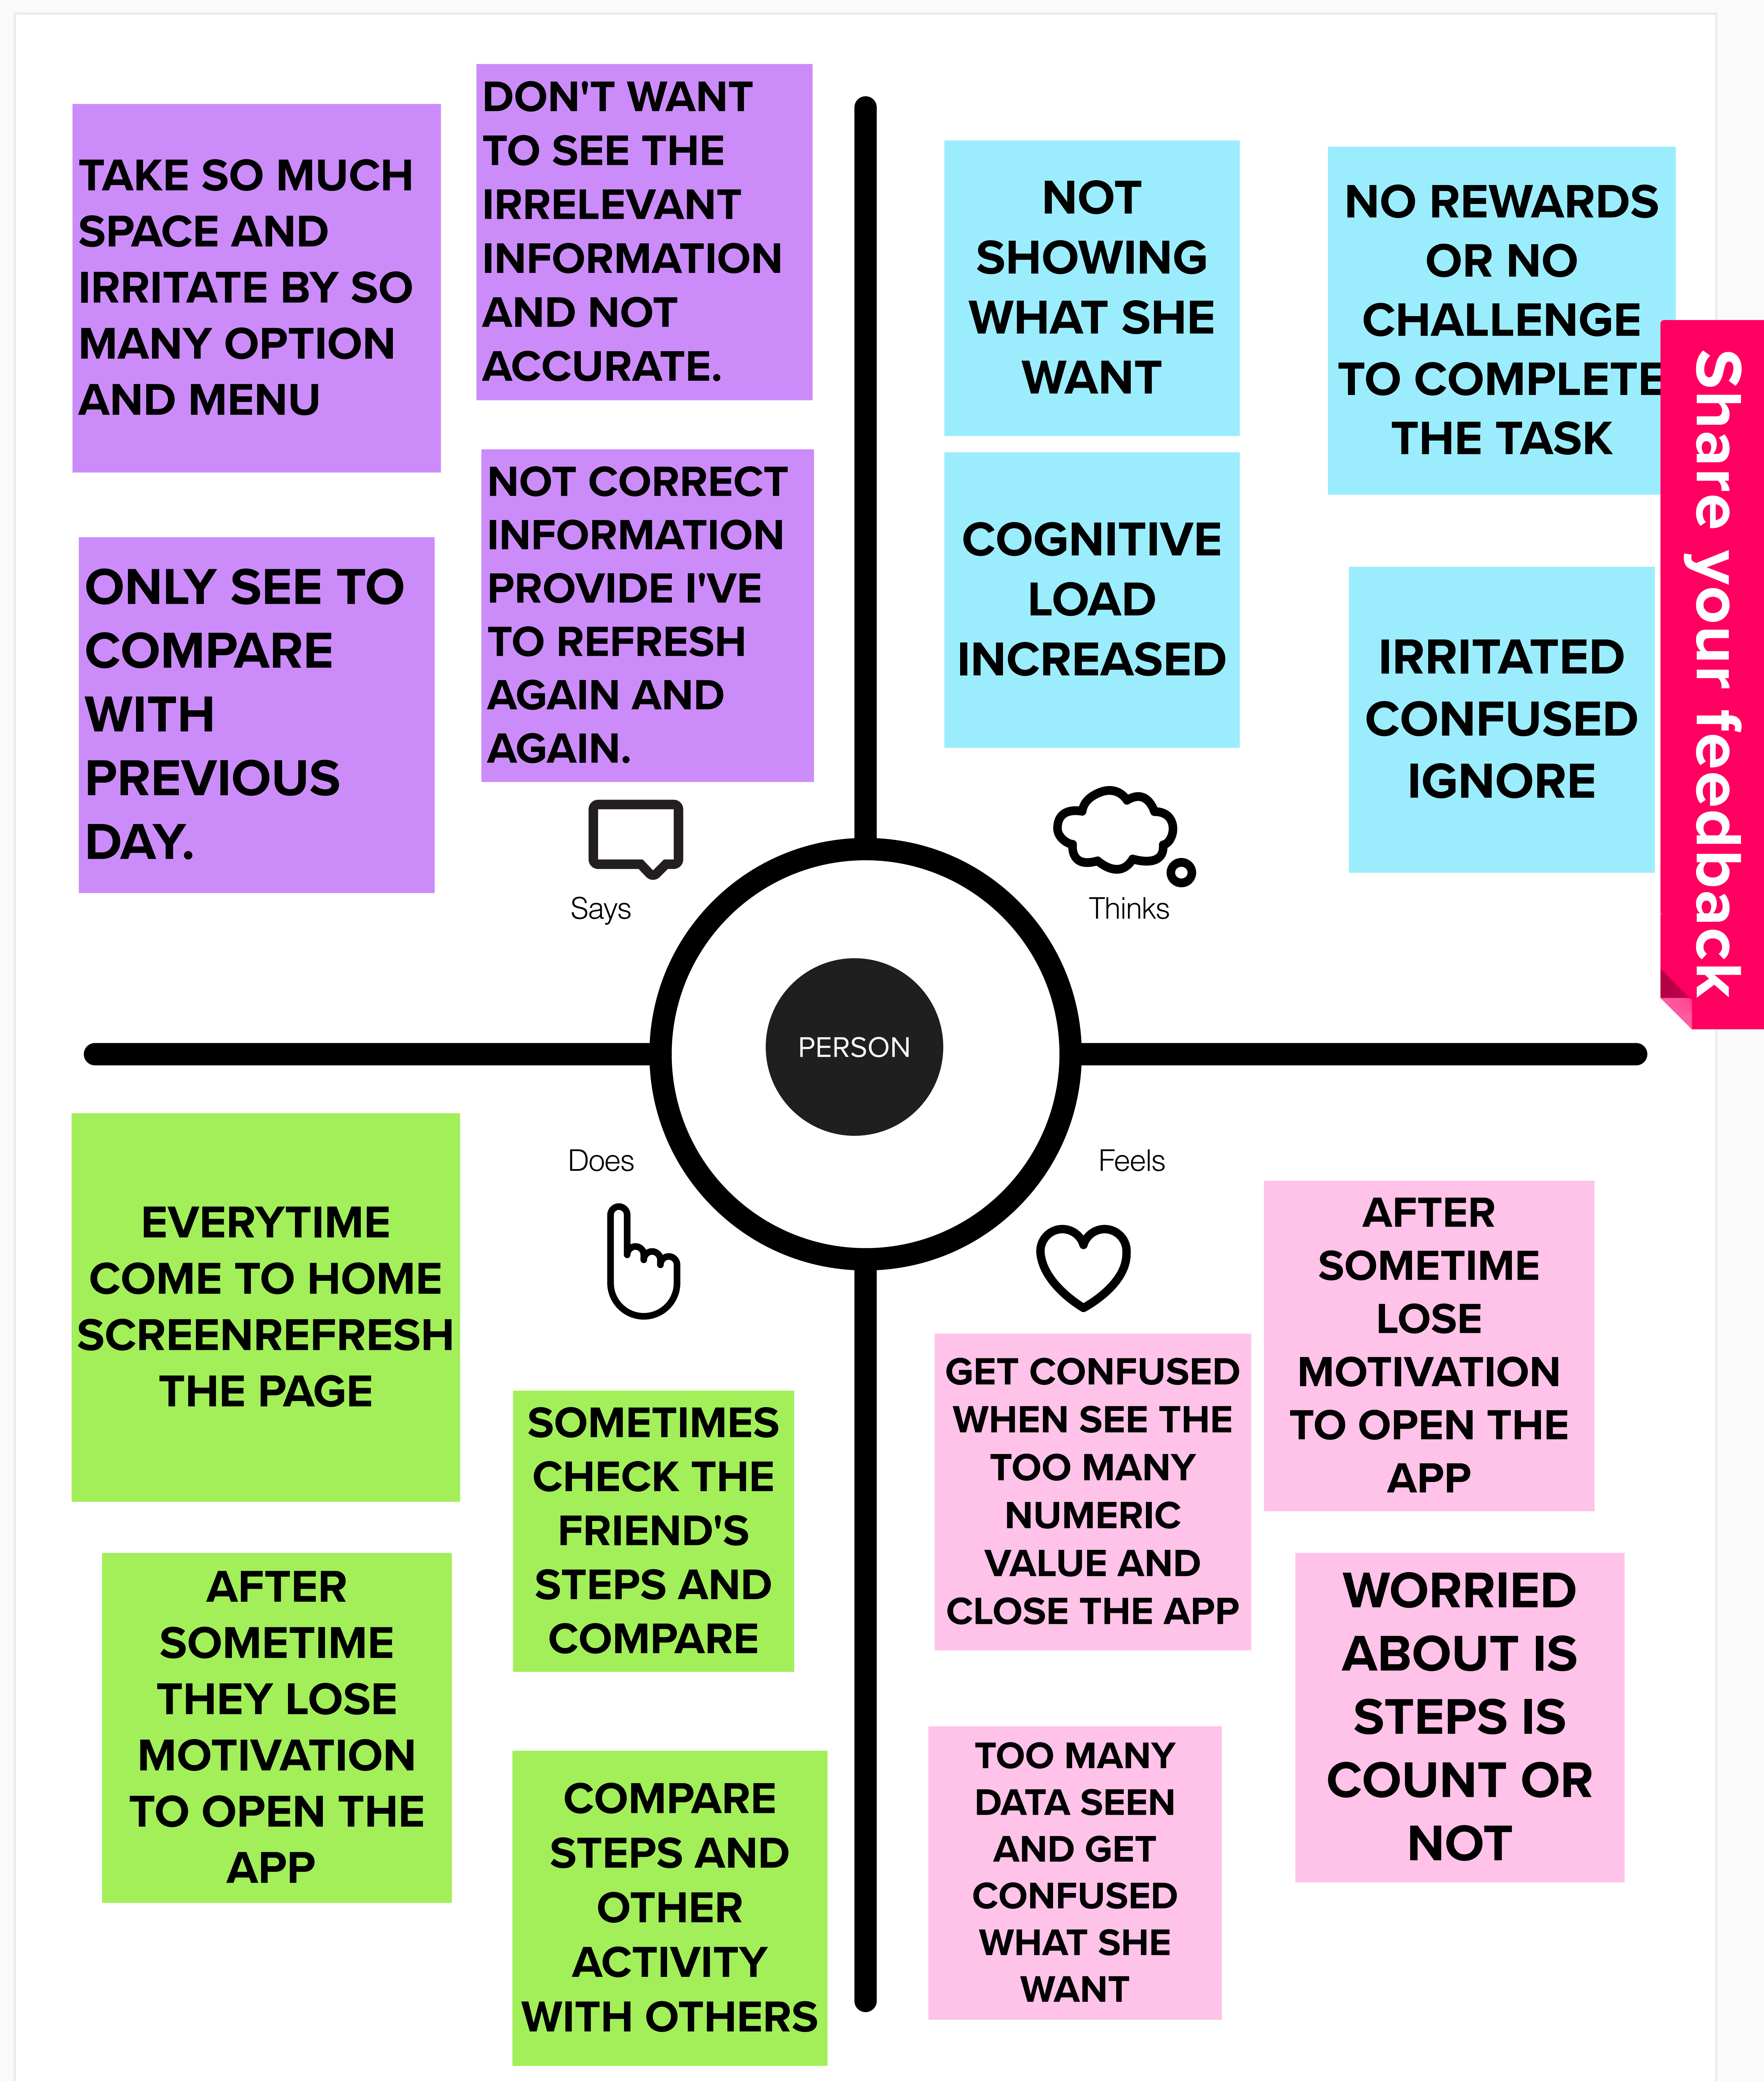 TAKE SO MUCH
SPACE AND
IRRITATE BY SO
MANY OPTION
AND MENU
DON'T WANT
TO SEE THE
IRRELEVANT
INFORMATION
AND NOT
ACCURATE.
ONLY SEE TO
COMPARE
WITH
PREVIOUS
DAY.
NOT CORRECT
INFORMATION
PROVIDE I'VE
TO REFRESH
AGAIN AND
AGAIN.
Says
NOT
SHOWING
WHAT SHE
WANT
NO REWARDS
OR NO
CHALLENGE
TO COMPLETE
THE TASK
COGNITIVE
LOAD
INCREASED
IRRITATED
CONFUSED
IGNORE
Thinks
Share your feedback
PERSON
Does
EVERYTIME
COME TO HOME
SCREENREFRESH
THE PAGE
SOMETIMES
CHECK THE
FRIEND'S
STEPS AND
COMPARE
AFTER
SOMETIME
THEY LOSE
MOTIVATION
TO OPEN THE
APP
COMPARE
STEPS AND
OTHER
ACTIVITY
WITH OTHERS
Feels
AFTER
SOMETIME
LOSE
MOTIVATION
TO OPEN THE
APP
GET CONFUSED
WHEN SEE THE
TOO MANY
NUMERIC
VALUE AND
CLOSE THE APP
WORRIED
ABOUT IS
STEPS IS
COUNT OR
NOT
TOO MANY
DATA SEEN
AND GET
CONFUSED
WHAT SHE
WANT